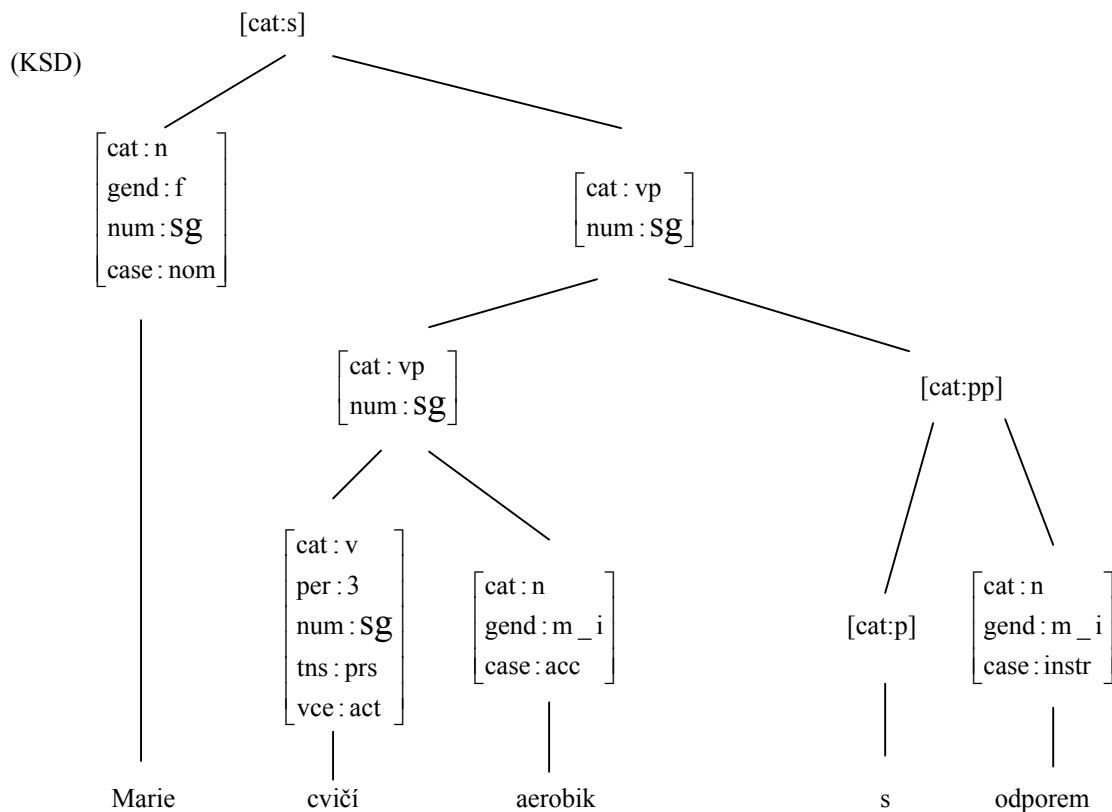 [cat:s]
(KSD)
cat : n
gend : f
num : sg
case : nom
cat : vp
num : sg
cat : vp
num : sg
[cat:pp]
cat : v
per : 3
num : sg
tns : prs
vce : act
cat : n
gend : m _ i
case : acc
[cat:p]
cat : n
gend : m _ i
case : instr
Marie cvičí aerobik s odporem